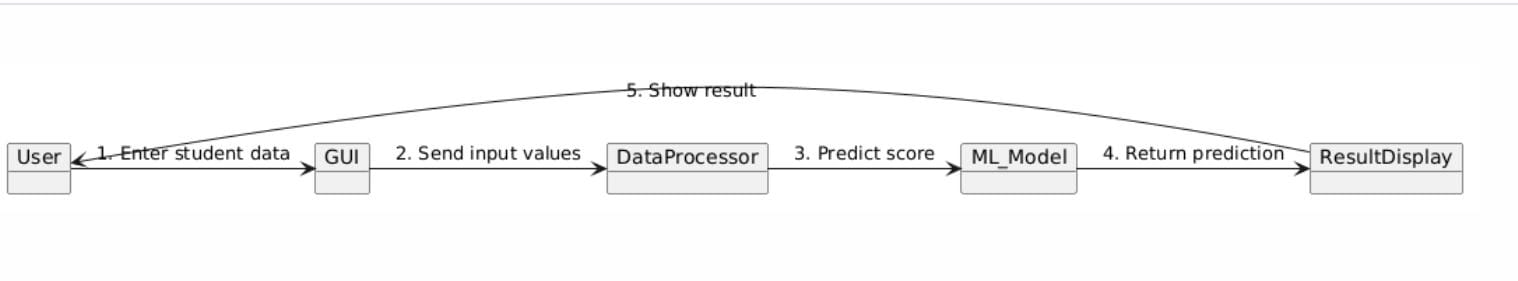 5. Show result
User
1. Enter student data
GUI
2. Send input values
DataProcessor
3. Predict score
ML_Model
4. Return prediction
ResultDisplay